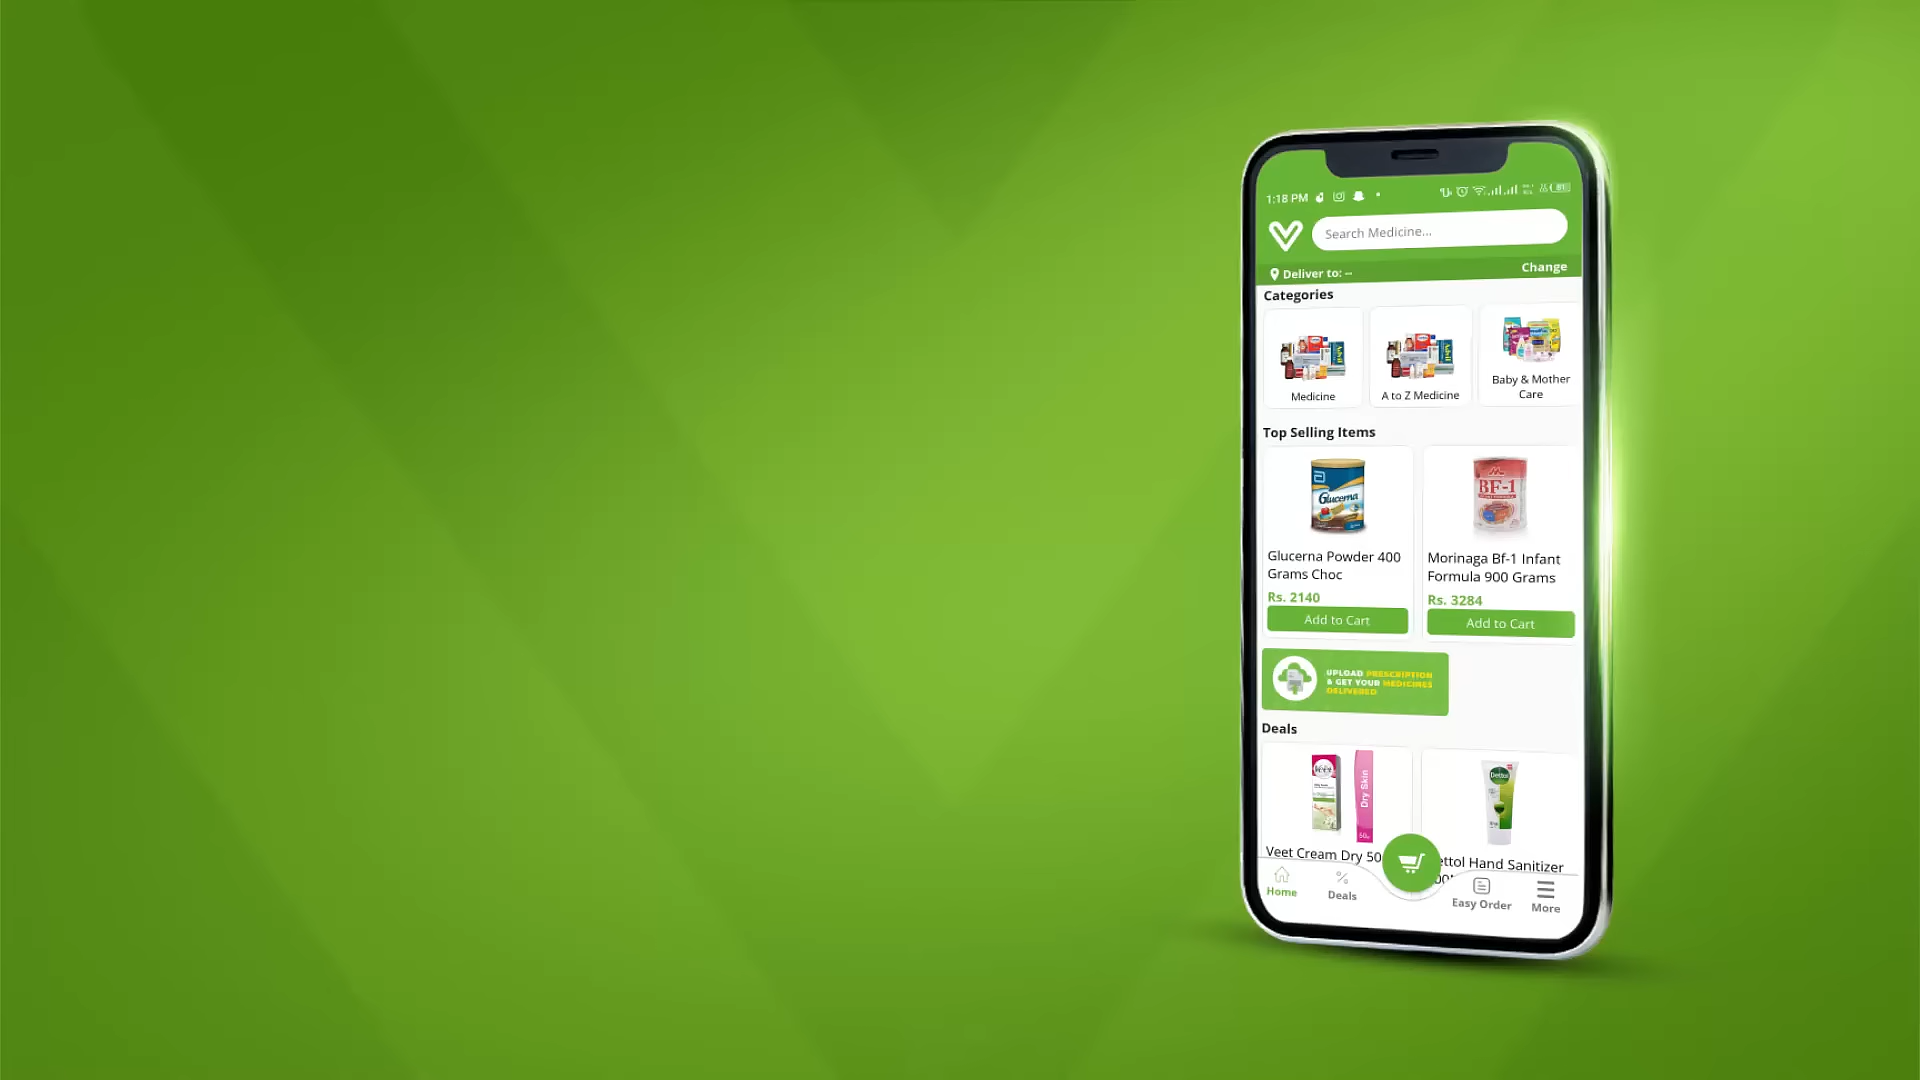 1:18 PM
Search Medicine...
Deliver to: --
Change
Categories
Medicine
A to Z Medicine
Baby & Mother
Care
Top Selling Items
Glucerna
BF-1
Glucerna Powder 400
Grams Choc
Rs. 2140
Add to Cart
Morinaga Bf-1 Infant
Formula 900 Grams
Rs. 3284
Add to Cart
UPLOAD PRESCRIPTION
& GET YOUR MEDICINES
DELIVERED
Deals
Dry Skin
Dettol
Veet Cream Dry 50
ettol Hand Sanitizer
Home
Deals
Easy Order
More